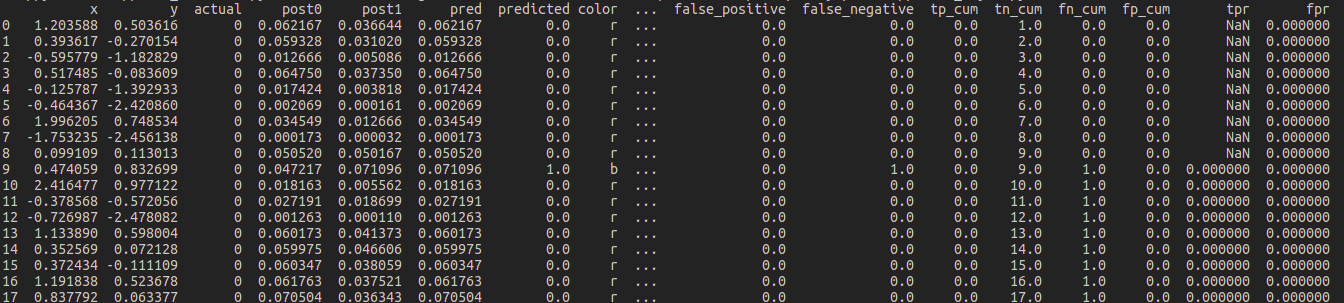 x y actual post0 post1 pred predicted color ... false_positive false_negative tp_cum tn_cum fn_cum fp_cum tpr fpr
0 1.203588 0.503616 0 0.062167 0.036644 0.062167 0.0 r ... 0.0 0.0 0.0 1.0 0.0 0.0 NaN 0.000000
1 0.393617 -0.270154 0 0.059328 0.031020 0.059328 0.0 r ... 0.0 0.0 0.0 2.0 0.0 0.0 NaN 0.000000
2 -0.595779 -1.182829 0 0.012666 0.005086 0.012666 0.0 r ... 0.0 0.0 0.0 3.0 0.0 0.0 NaN 0.000000
3 0.517485 -0.083609 0 0.064750 0.037350 0.064750 0.0 r ... 0.0 0.0 0.0 4.0 0.0 0.0 NaN 0.000000
4 -0.125787 -1.392933 0 0.017424 0.003818 0.017424 0.0 r ... 0.0 0.0 0.0 5.0 0.0 0.0 NaN 0.000000
5 -0.464367 -2.420860 0 0.002069 0.000161 0.002069 0.0 r ... 0.0 0.0 0.0 6.0 0.0 0.0 NaN 0.000000
6 1.996205 0.748534 0 0.034549 0.012666 0.034549 0.0 r ... 0.0 0.0 0.0 7.0 0.0 0.0 NaN 0.000000
7 -1.753235 -2.456138 0 0.000173 0.000032 0.000173 0.0 r ... 0.0 0.0 0.0 8.0 0.0 0.0 NaN 0.000000
8 0.099109 0.113013 0 0.050520 0.050167 0.050520 0.0 r ... 0.0 0.0 0.0 9.0 0.0 0.0 NaN 0.000000
9 0.474059 0.832699 0 0.047217 0.071096 0.071096 1.0 b ... 0.0 1.0 0.0 9.0 1.0 0.0 0.000000 0.000000
10 2.416477 0.977122 0 0.018163 0.005562 0.018163 0.0 r ... 0.0 0.0 0.0 10.0 1.0 0.0 0.000000 0.000000
11 -0.378568 -0.572056 0 0.027191 0.018699 0.027191 0.0 r ... 0.0 0.0 0.0 11.0 1.0 0.0 0.000000 0.000000
12 -0.726987 -2.478082 0 0.001263 0.000110 0.001263 0.0 r ... 0.0 0.0 0.0 12.0 1.0 0.0 0.000000 0.000000
13 1.133890 0.598004 0 0.060173 0.041373 0.060173 0.0 r ... 0.0 0.0 0.0 13.0 1.0 0.0 0.000000 0.000000
14 0.352569 0.072128 0 0.059975 0.046606 0.059975 0.0 r ... 0.0 0.0 0.0 14.0 1.0 0.0 0.000000 0.000000
15 0.372434 -0.111109 0 0.060347 0.038059 0.060347 0.0 r ... 0.0 0.0 0.0 15.0 1.0 0.0 0.000000 0.000000
16 1.191838 0.523678 0 0.061763 0.037521 0.061763 0.0 r ... 0.0 0.0 0.0 16.0 1.0 0.0 0.000000 0.000000
17 0.837792 0.063377 0 0.070504 0.036343 0.070504 0.0 r ... 0.0 0.0 0.0 17.0 1.0 0.0 0.000000 0.000000